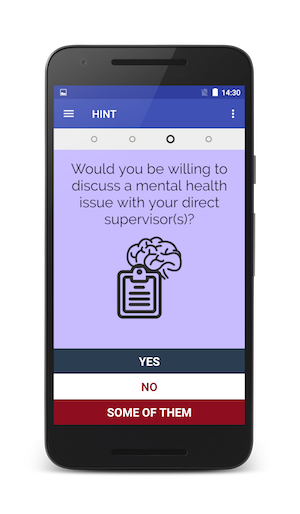 14:30
HINT
Would you be willing to
discuss a mental health
issue with your direct
supervisor(s)?
YES
NO
SOME OF THEM